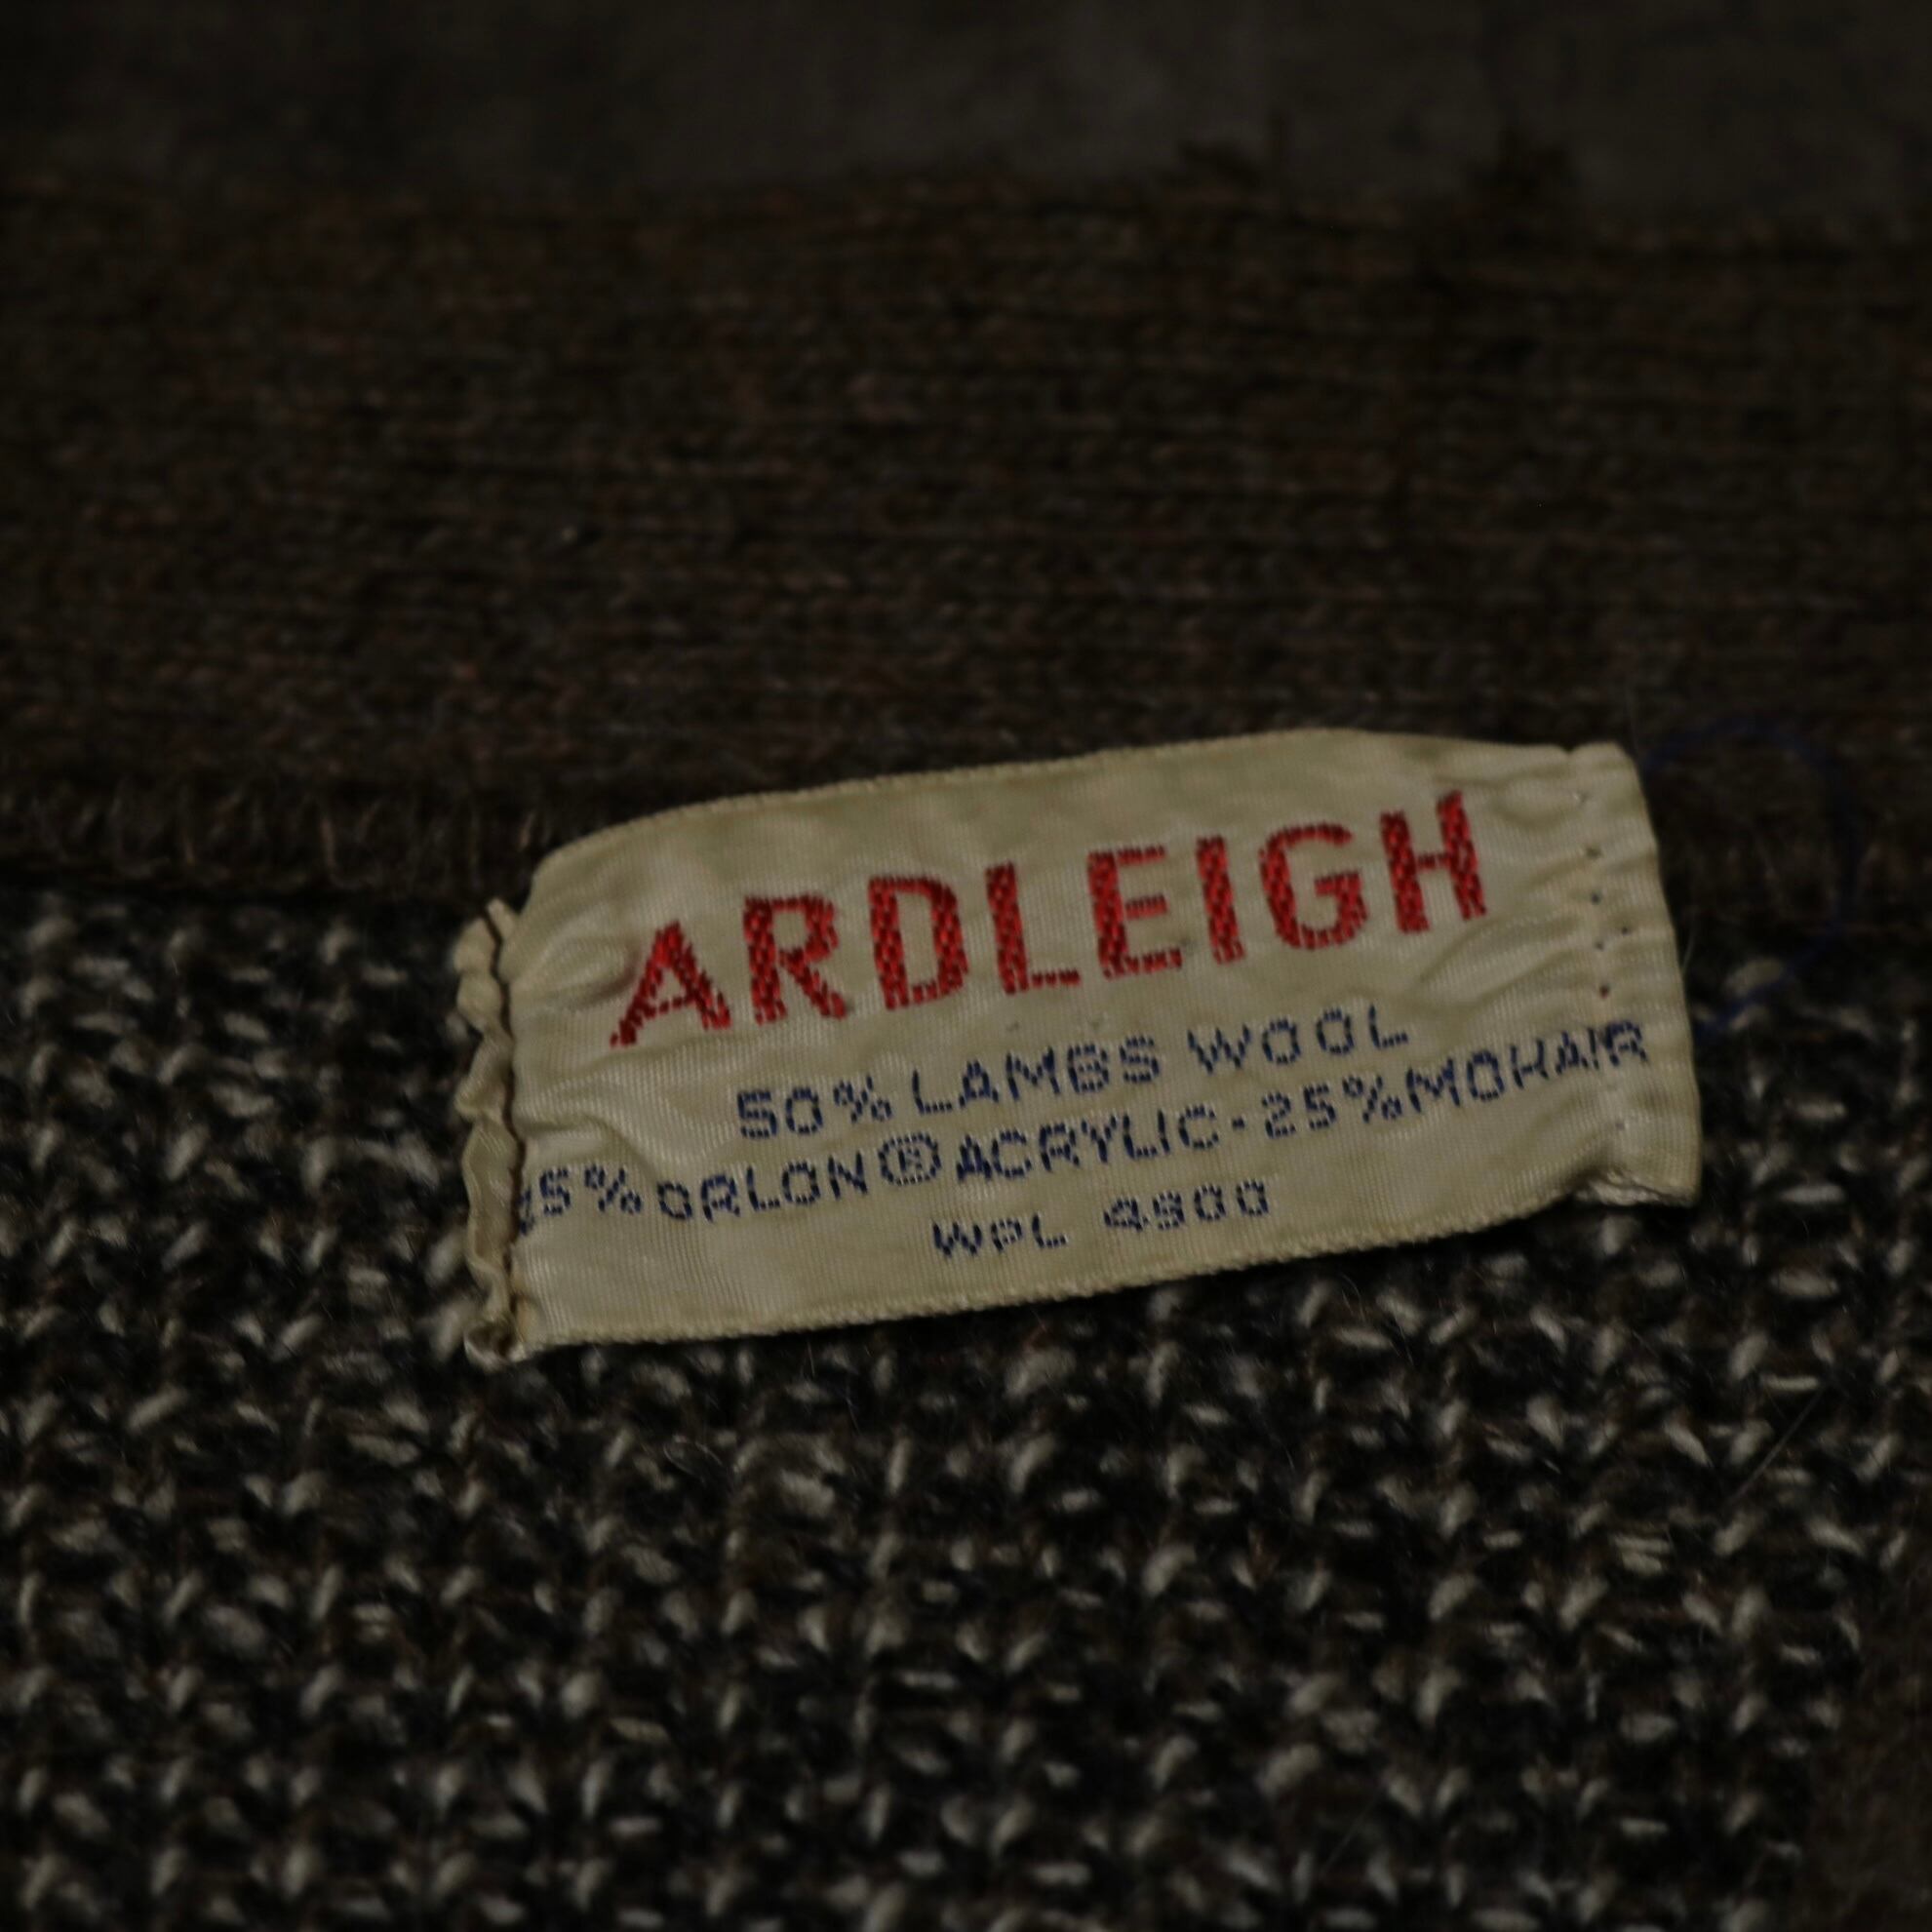 ARDLEIGH
50% LAMBS WOOL
25% ORLON® ACRYLIC-25% MOHAIR
WPL 4900